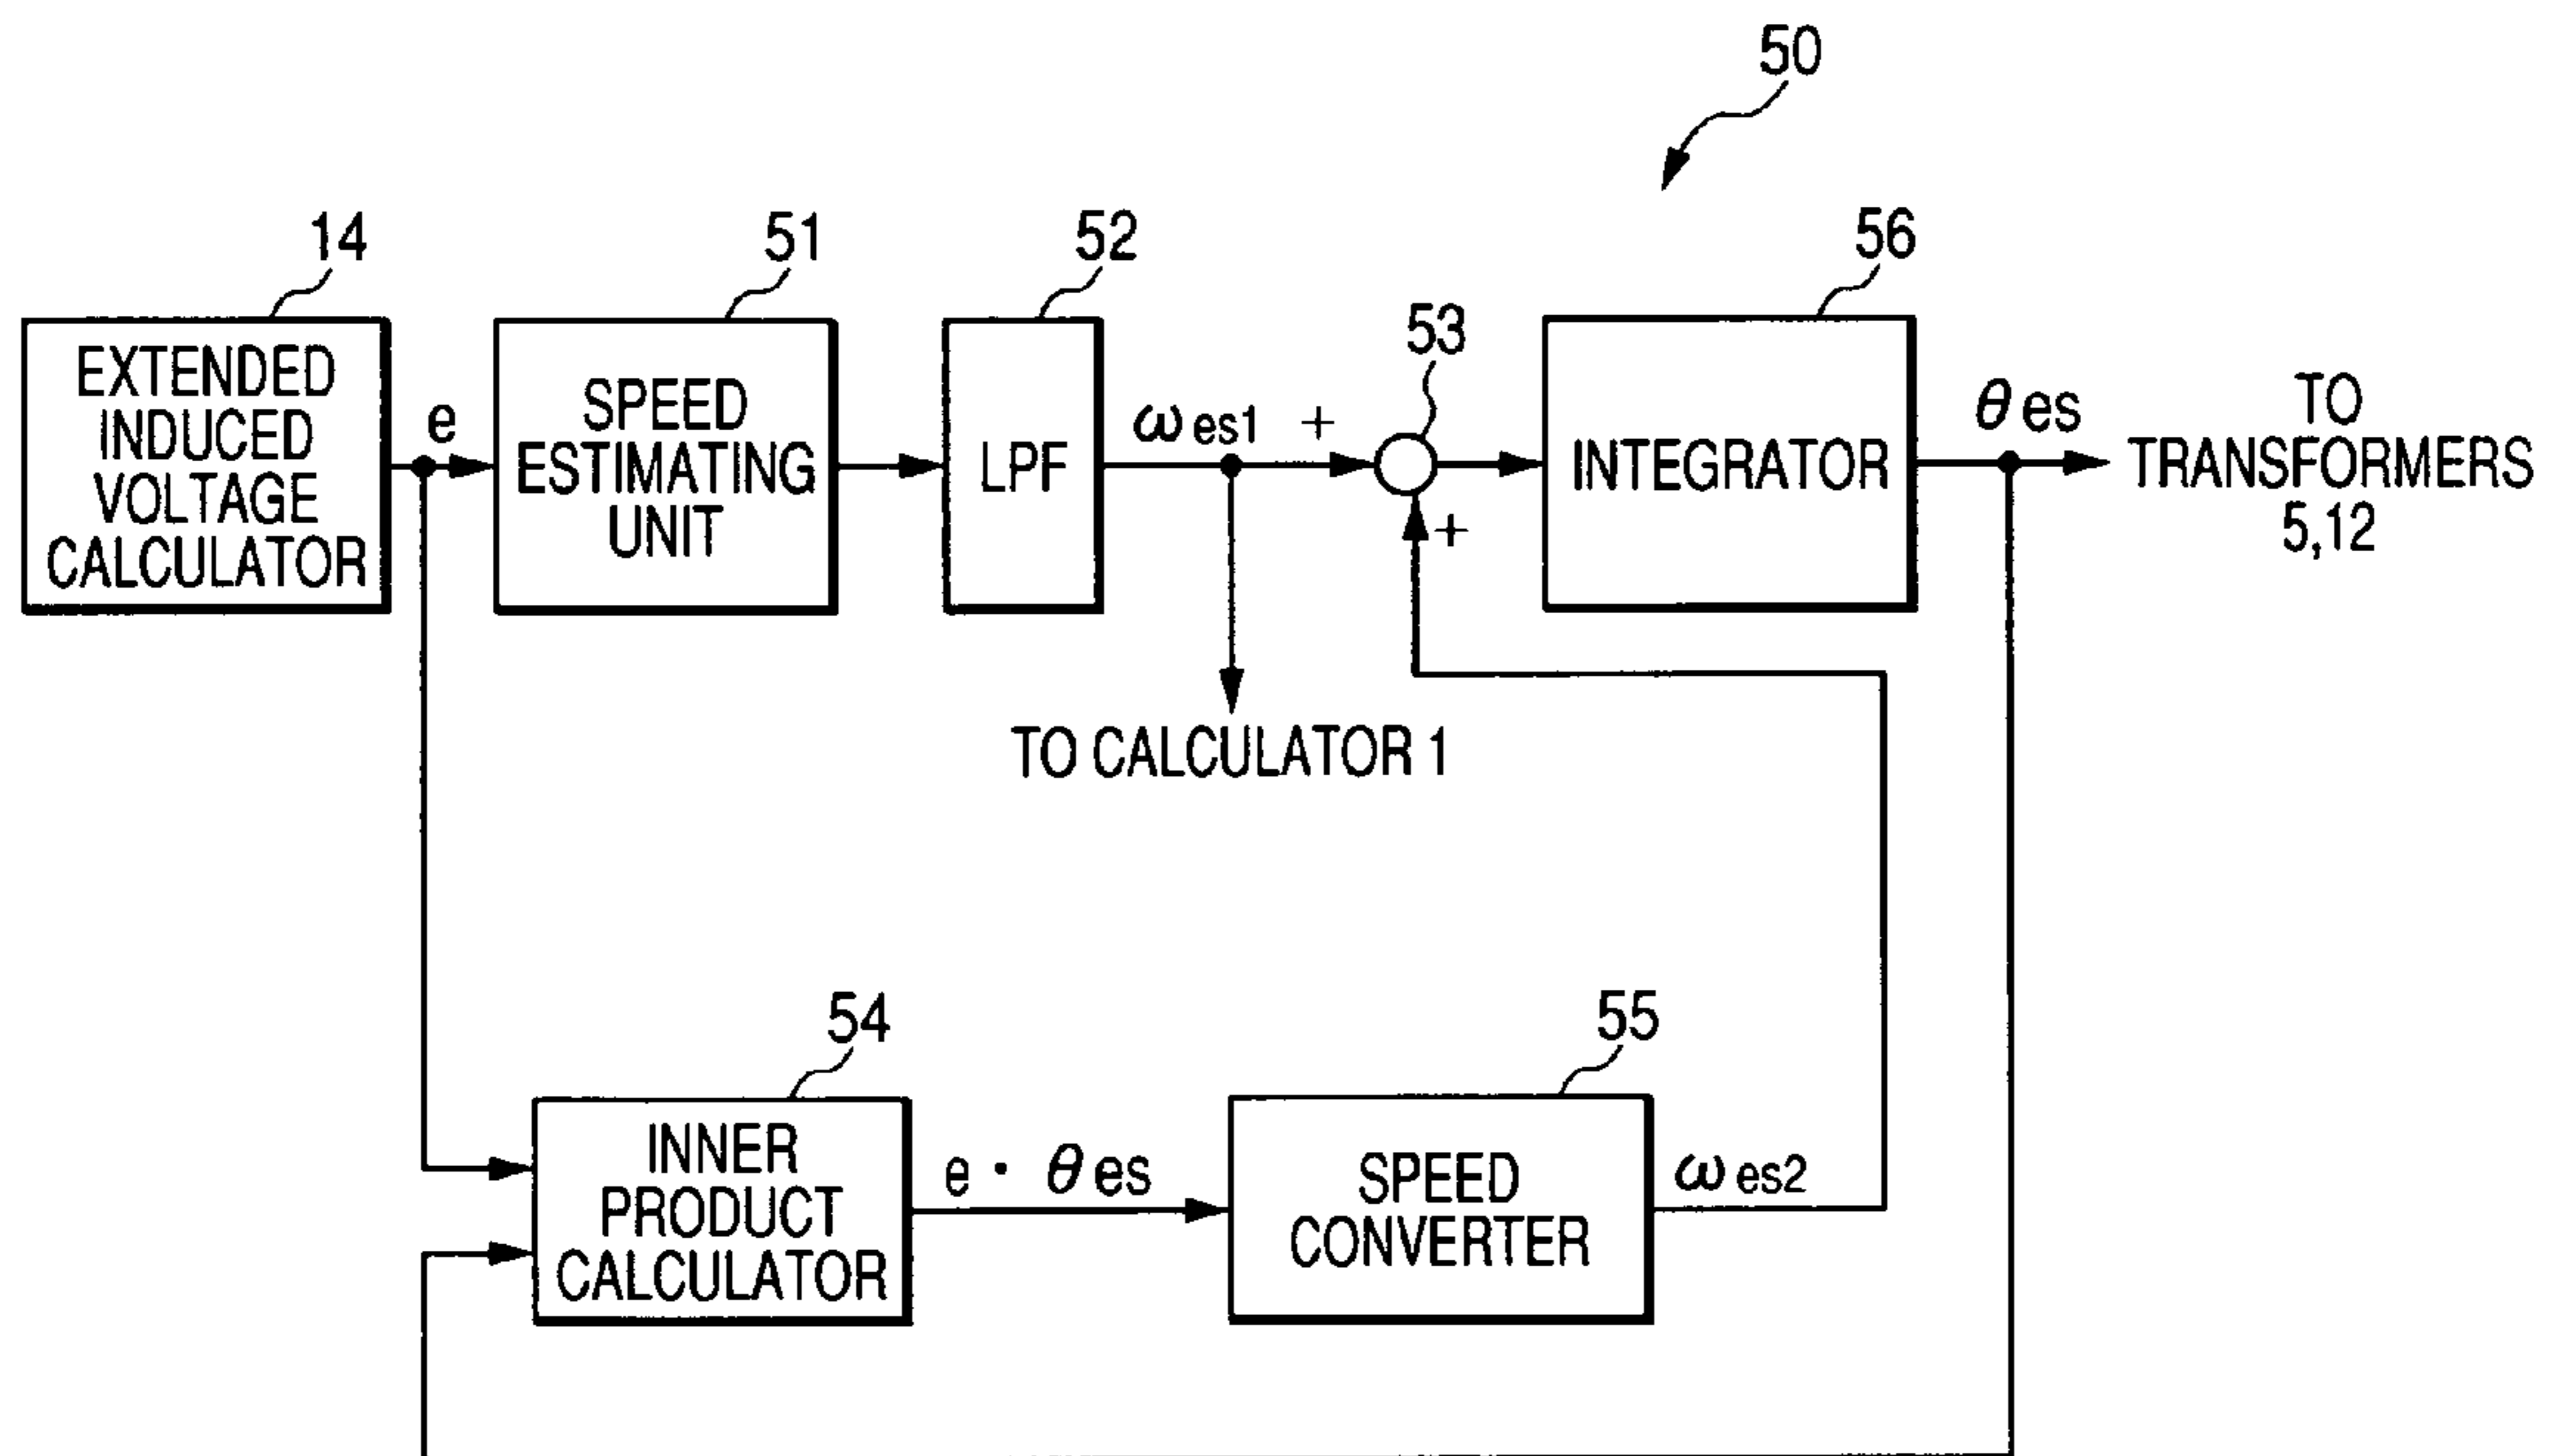 50
14
51
52
53
56
EXTENDED
INDUCED
VOLTAGE
CALCULATOR
e
SPEED
ESTIMATING
UNIT
LPF
ωes1
+
+
INTEGRATOR
θes
TO
TRANSFORMERS
5,12
TO CALCULATOR 1
54
55
INNER
PRODUCT
CALCULATOR
e · θes
SPEED
CONVERTER
ωes2